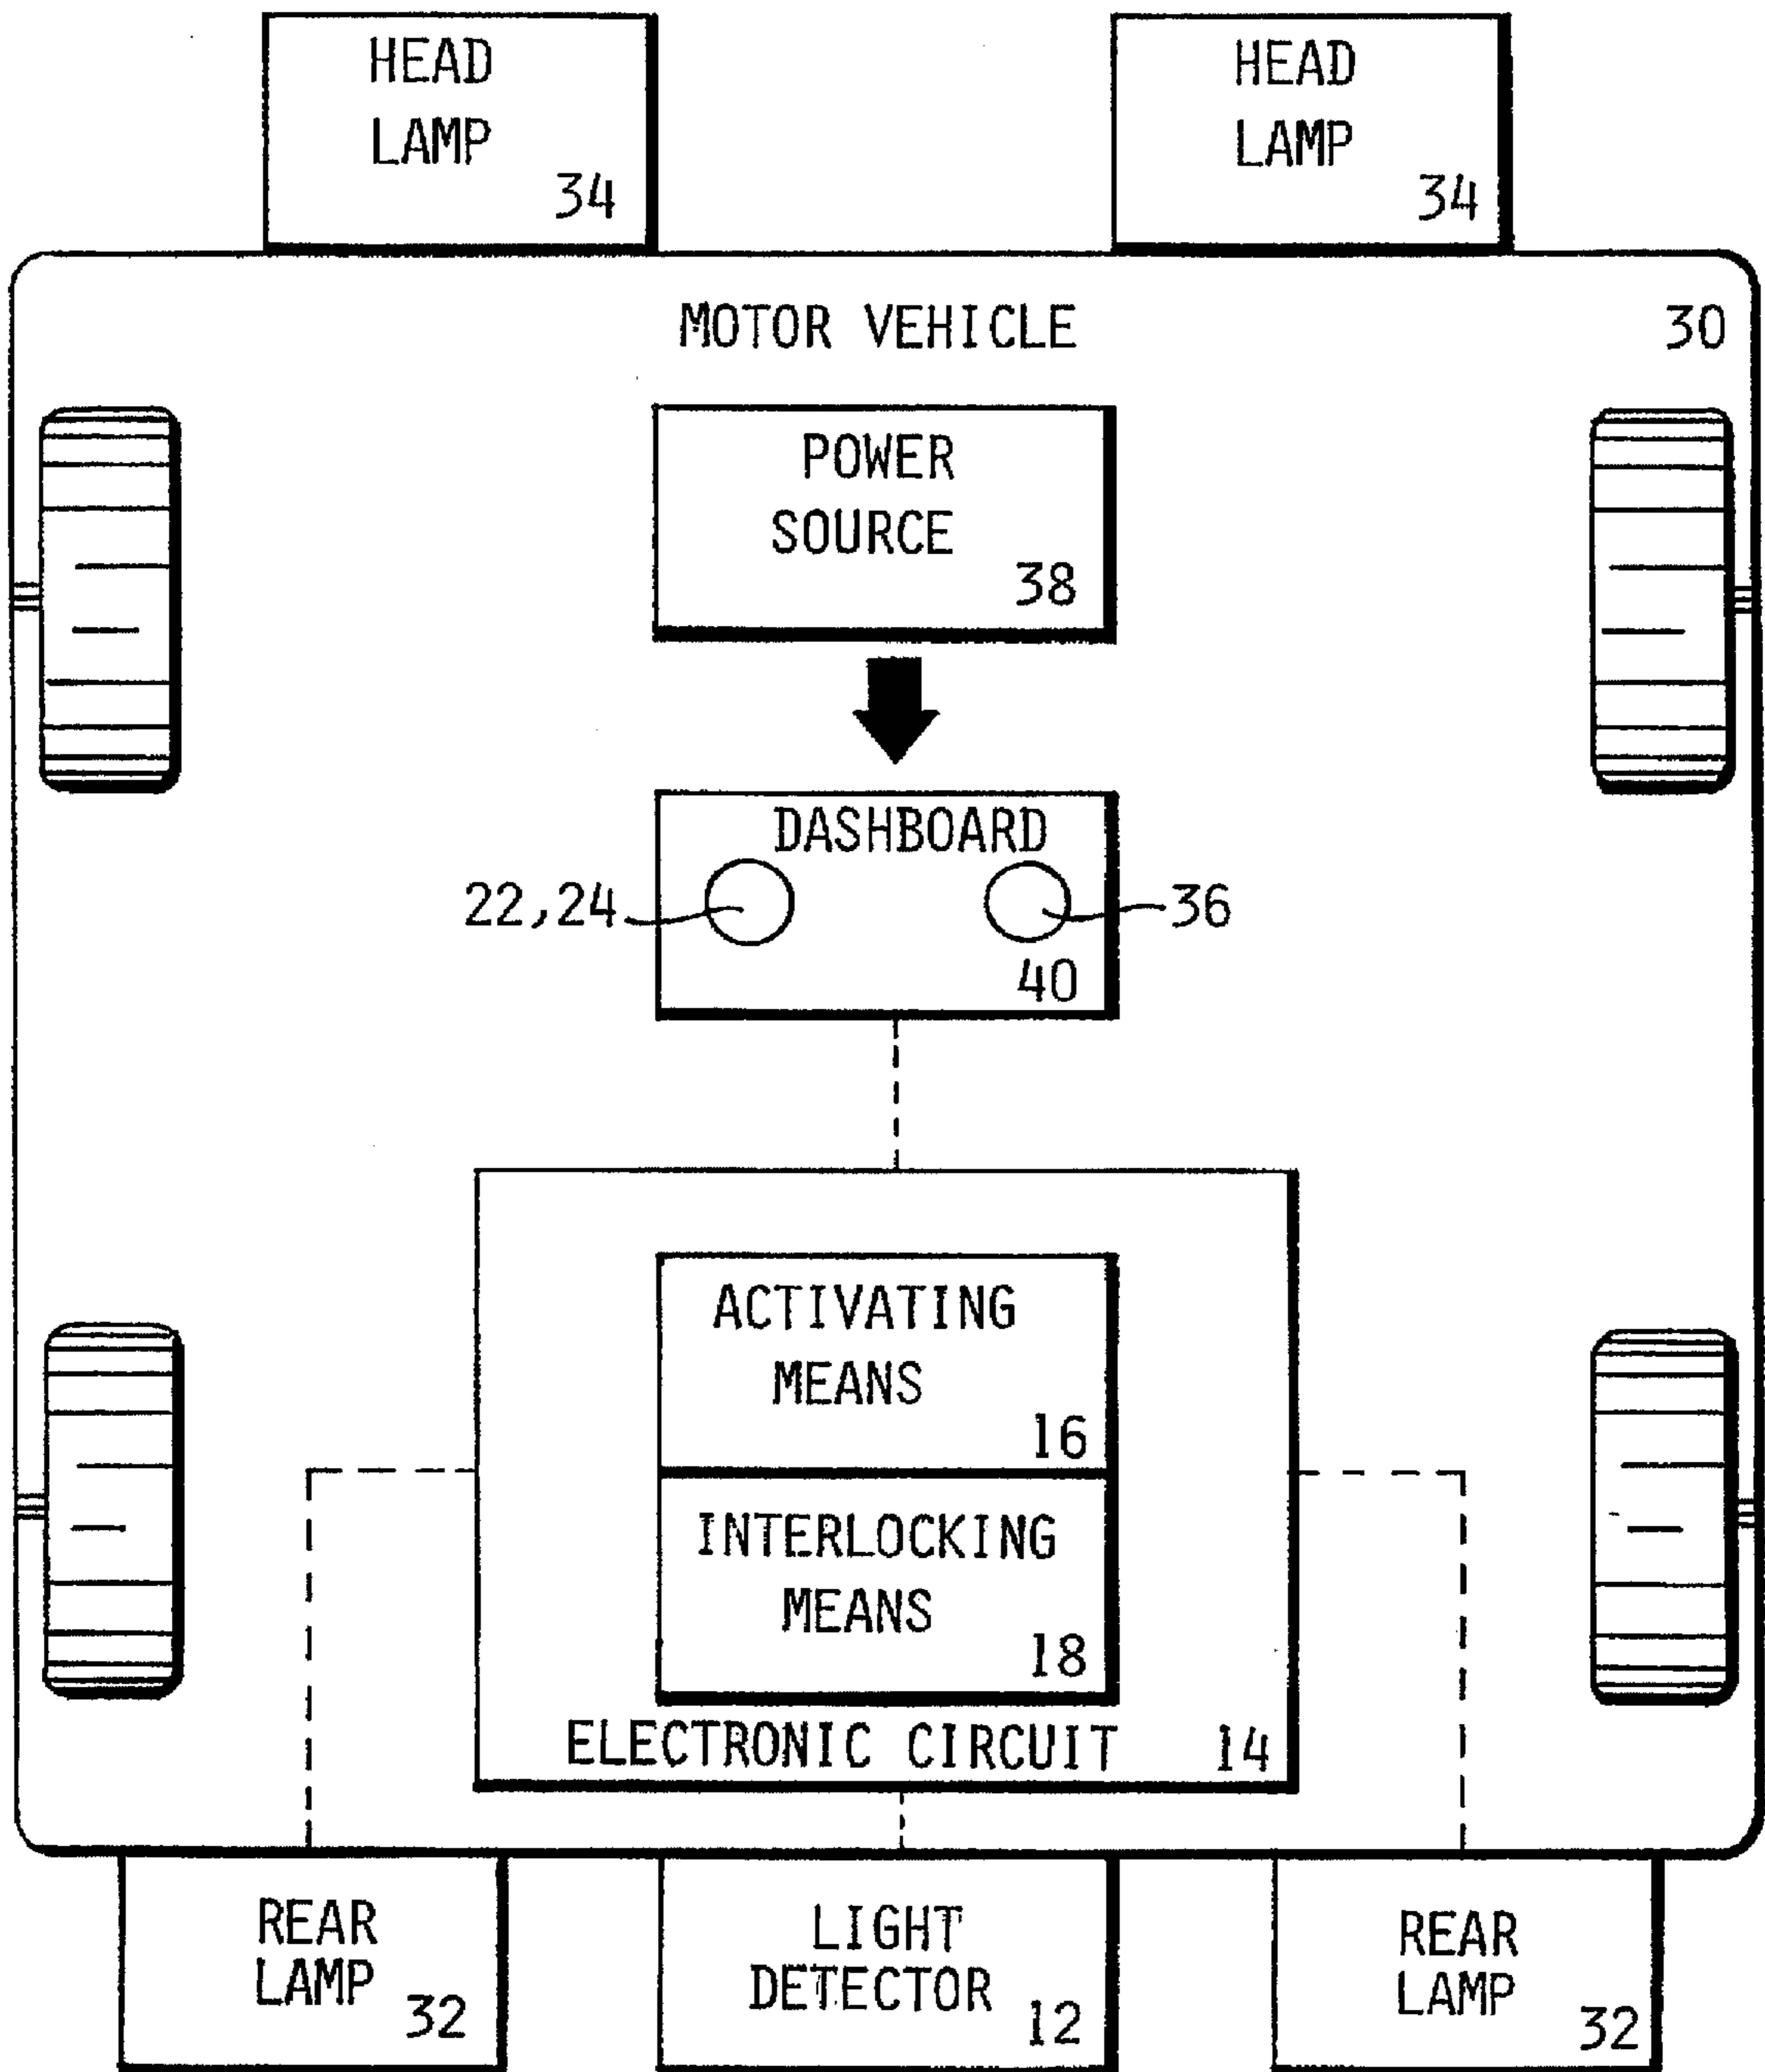 HEAD
LAMP
34
HEAD
LAMP
34
MOTOR VEHICLE
30
POWER
SOURCE
38
DASHBOARD
22,24
36
40
ACTIVATING
MEANS
16
INTERLOCKING
MEANS
18
ELECTRONIC CIRCUIT
14
REAR
LAMP
32
LIGHT
DETECTOR
12
REAR
LAMP
32